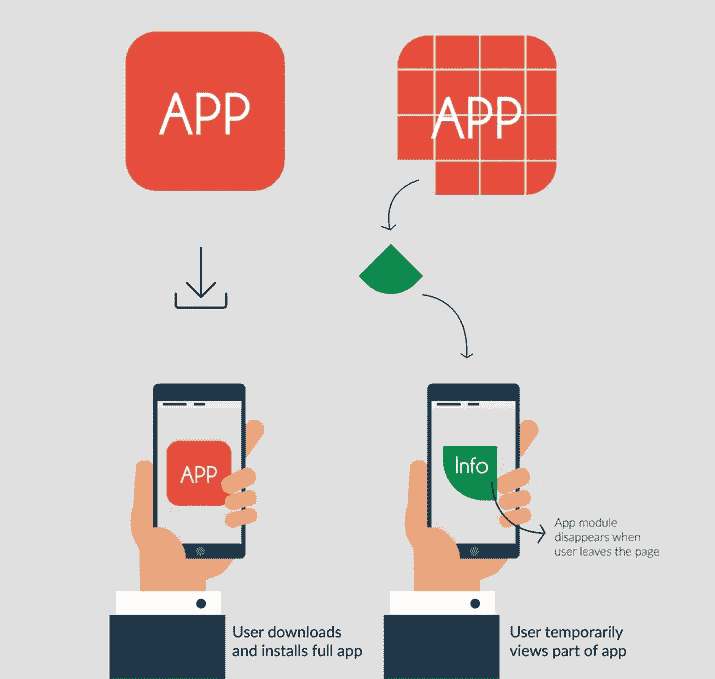 APP
APP
APP
Info
App module
disappears when
user leaves the page
User downloads
and installs full app
User temporarily
views part of app